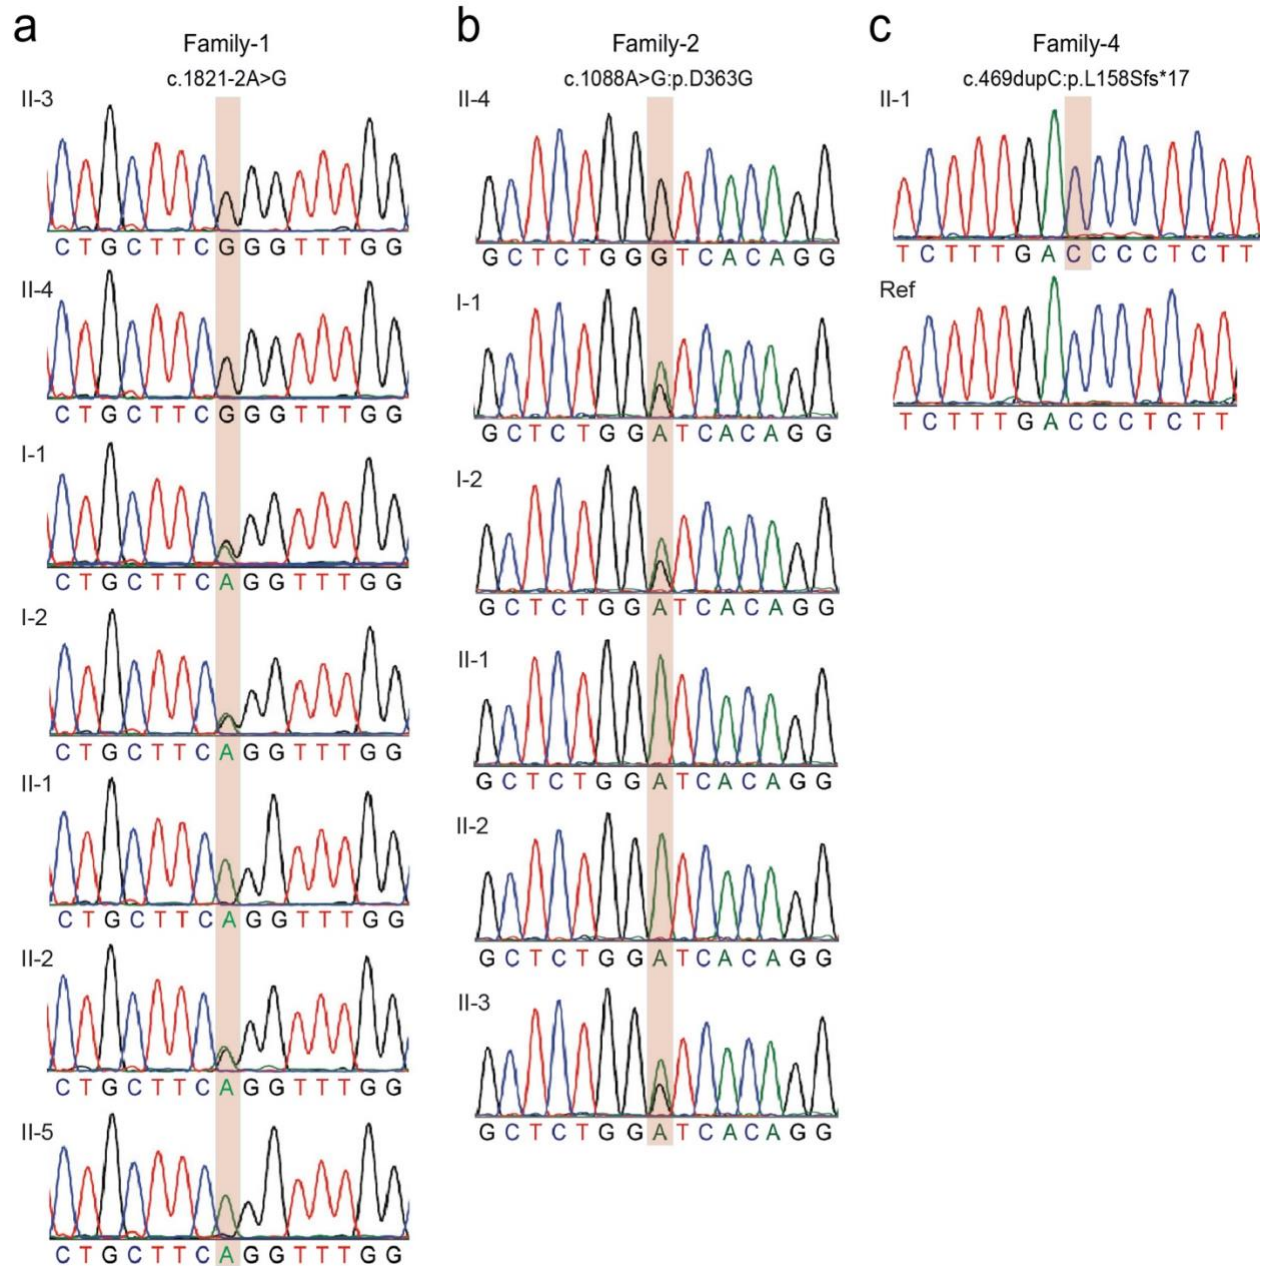 a
Family-1
c.1821-2A>G
II-3
CTGCTTCGGGTTTGG
II-4
CTGCTTCGGGTTTGG
I-1
CTGCTTCAGGTTTGG
I-2
CTGCTTCAGGTTTGG
II-1
CTGCTTCAGGTTTGG
II-2
CTGCTTCAGGTTTGG
II-5
CTGCTTCAGGTTTGG
b
Family-2
c.1088A>G:p.D363G
II-4
GCTCTGGGTCACAGG
I-1
GCTCTGGATCACAGG
I-2
GCTCTGGATCACAGG
II-1
GCTCTGGATCACAGG
II-2
GCTCTGGATCACAGG
II-3
GCTCTGGATCACAGG
c
Family-4
c.469dupC:p.L158Sfs*17
II-1
TCTTTGACCCCTCTT
Ref
TCTTTGACCCTCTT